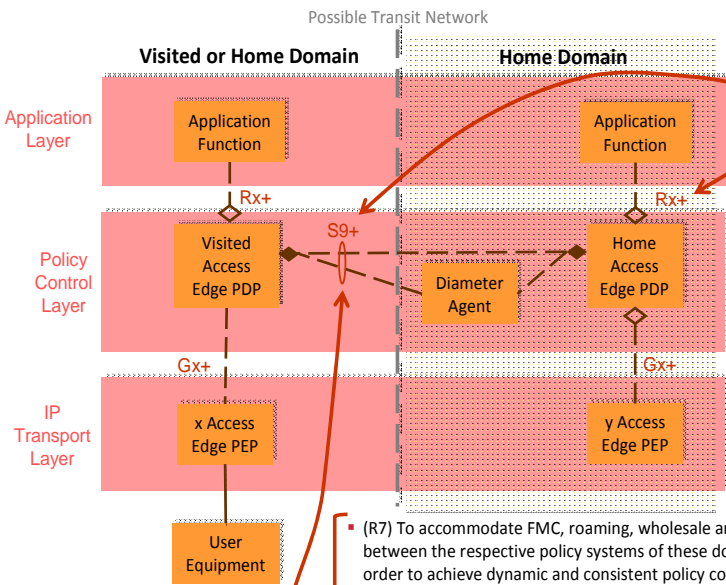 Possible Transit Network
Visited or Home Domain
Home Domain
Application
Layer
Application
Function
Application
Function
Rx+
Rx+
Policy
Control
Layer
Visited
Access
Edge PDP
S9+
Diameter
Agent
Home
Access
Edge PDP
Gx+
Gx+
IP
Transport
Layer
x Access
Edge PEP
y Access
Edge PEP
User
Equipment
▪ (R7) To accommodate FMC, roaming, wholesale
between the respective policy systems of these
order to achieve dynamic and consistent policy